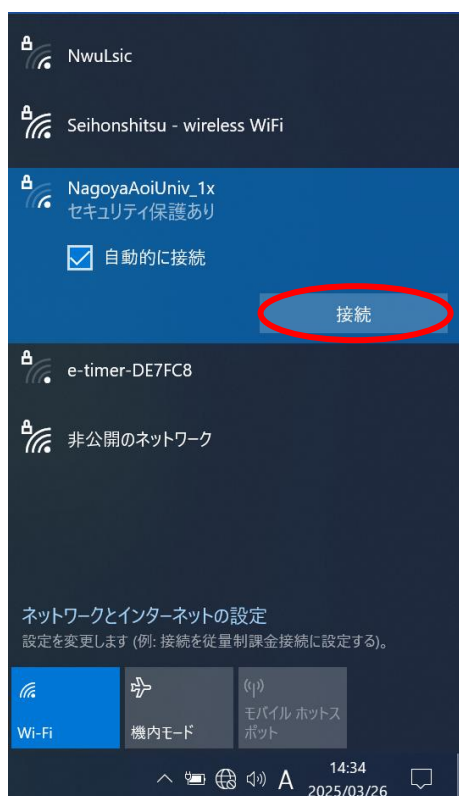 NwuLsic
Seihonshitsu - wireless WiFi
NagoyaAoiUniv_1x
セキュリティ保護あり
自動的に接続
接続
e-timer-DE7FC8
非公開のネットワーク
ネットワークとインターネットの設定
設定を変更します (例: 接続を従量制課金接続に設定する)。
Wi-Fi
機内モード
モバイル ホットス
ポット
A
14:34
2025/03/26